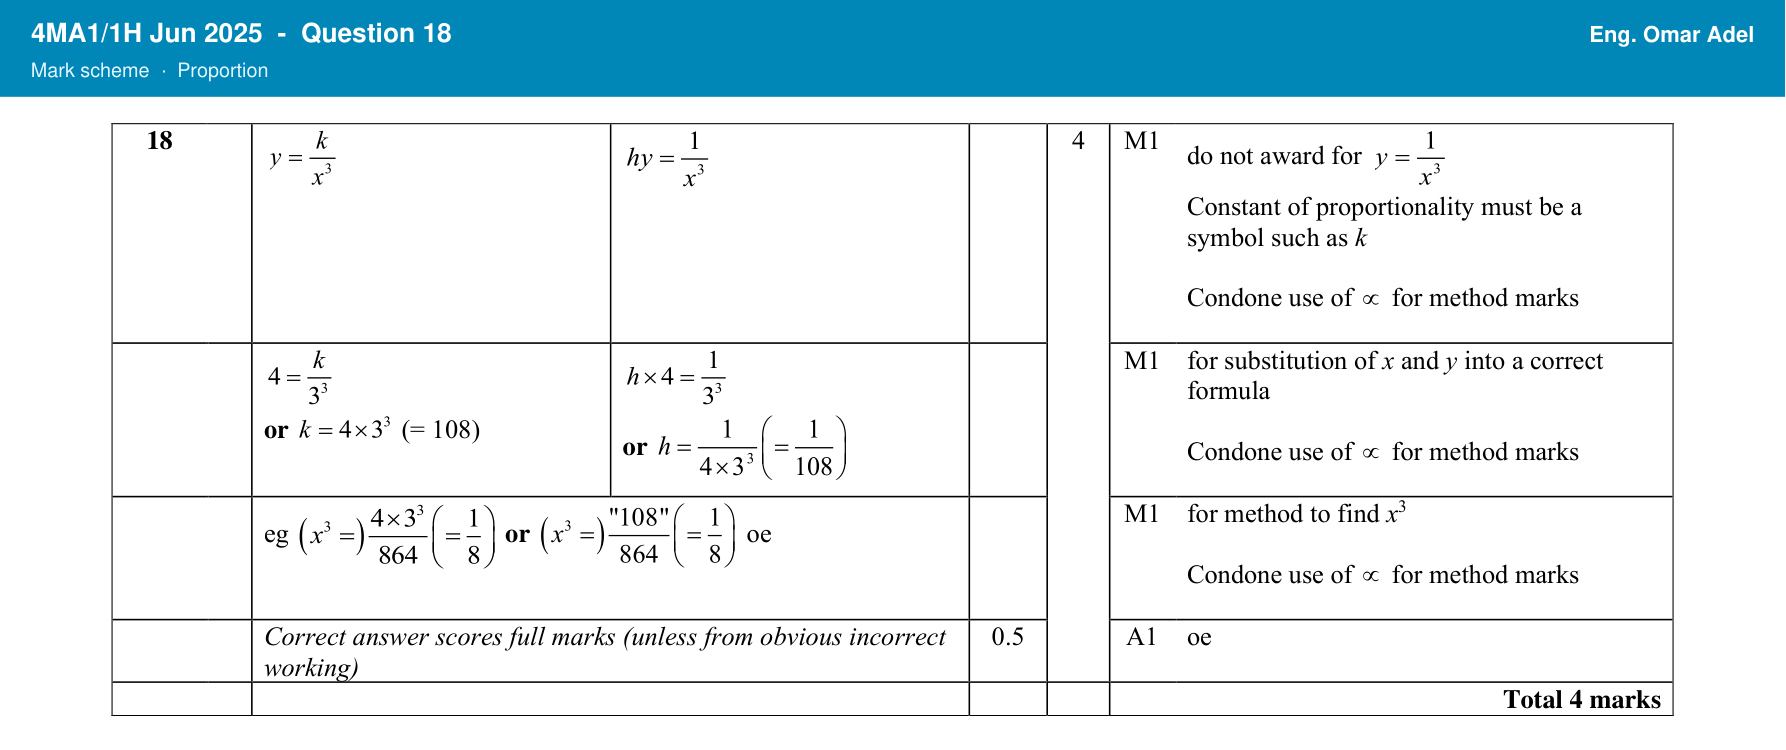 4MA1/1H Jun 2025 - Question 18
Eng. Omar Adel
Mark scheme · Proportion
18
y = k/x³
hy = 1/x³
4
M1
do not award for y = 1/x³
Constant of proportionality must be a
symbol such as k
Condone use of ∝ for method marks
4 = k/3³
or k = 4×3³ (= 108)
h×4 = 1/3³
or h = 1/(4×3³) (= 1/108)
M1
for substitution of x and y into a correct
formula
Condone use of ∝ for method marks
eg (x³ =) 4×3³/864 (= 1/8) or (x³ =) "108"/864 (= 1/8) oe
M1
for method to find x³
Condone use of ∝ for method marks
Correct answer scores full marks (unless from obvious incorrect
working)
0.5
A1
oe
Total 4 marks